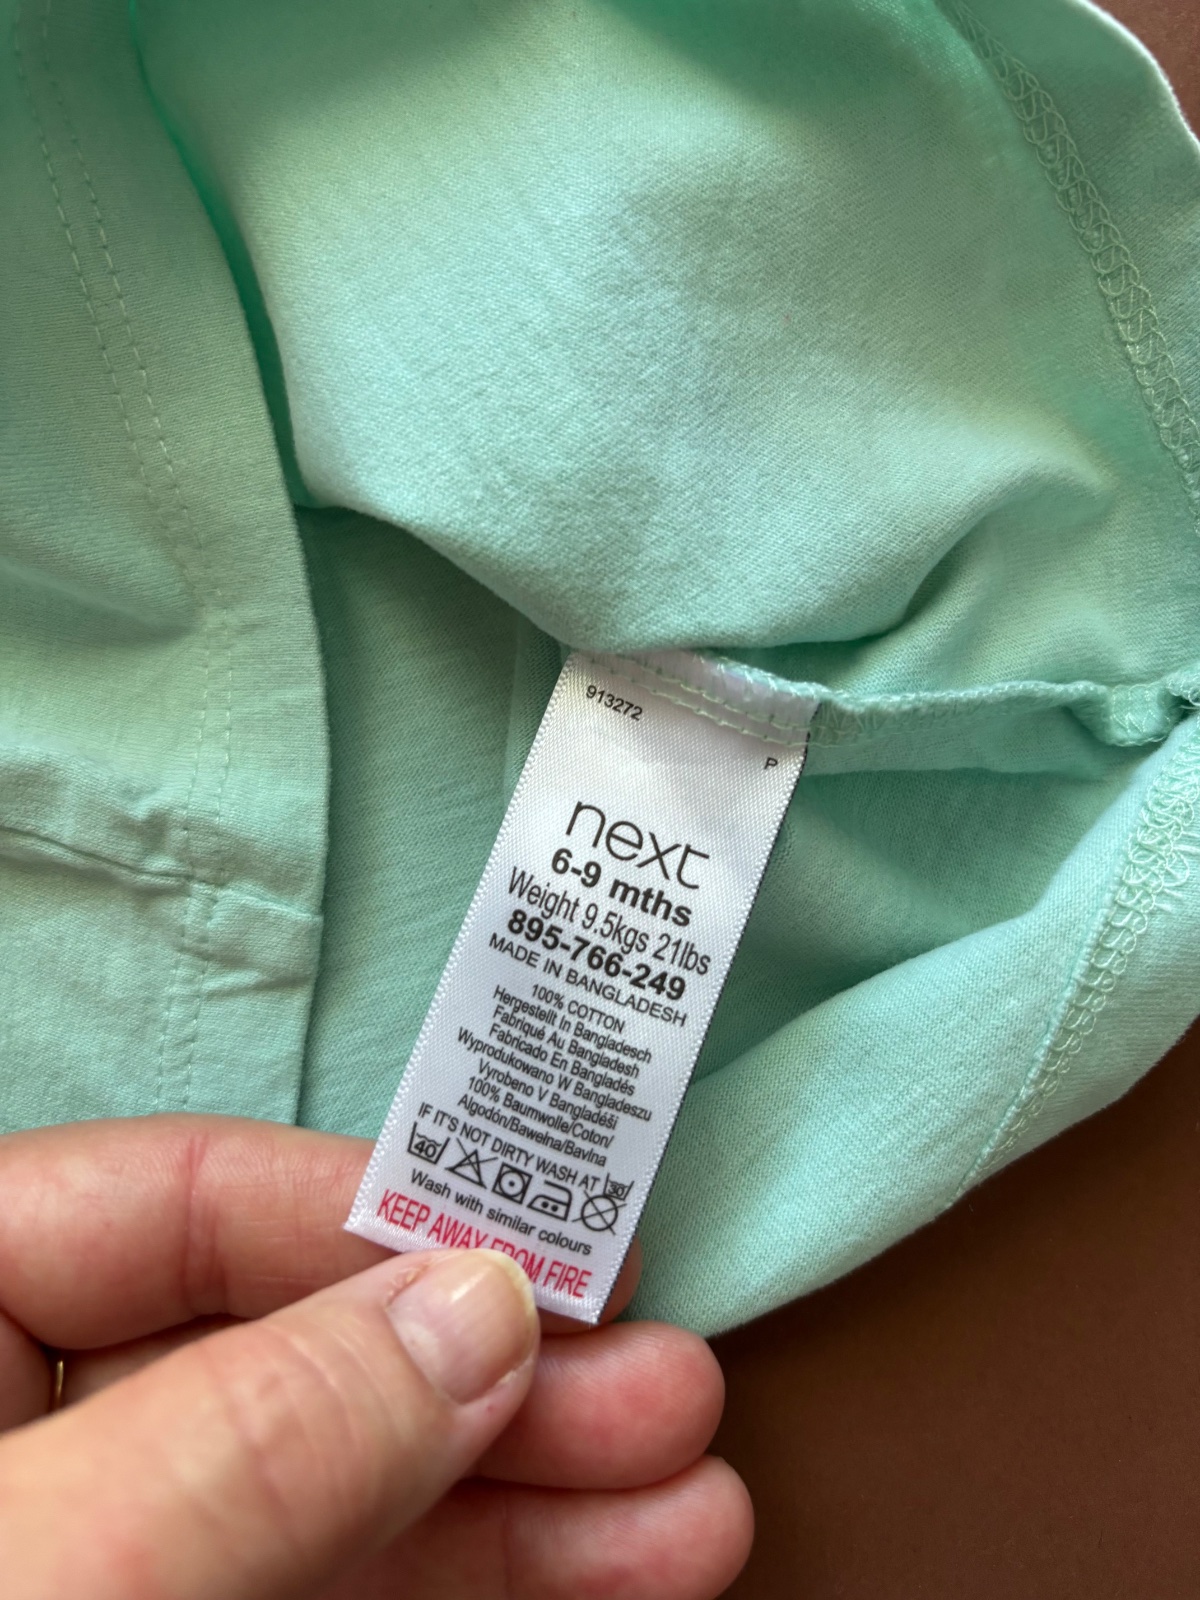 913272
P
next
6-9 mths
Weight 9.5kgs 21lbs
895-766-249
MADE IN BANGLADESH
100% COTTON
Hergestellt In Bangladesch
Fabriqué Au Bangladesh
Fabricado En Bangladés
Wyprodukowano W Bangladeszu
Vyrobeno V Bangladéši
100% Baumwolle/Coton/
Algodón/Bawełna/Bavlna
IF IT'S NOT DIRTY WASH AT 30
40
Wash with similar colours
KEEP AWAY FROM FIRE